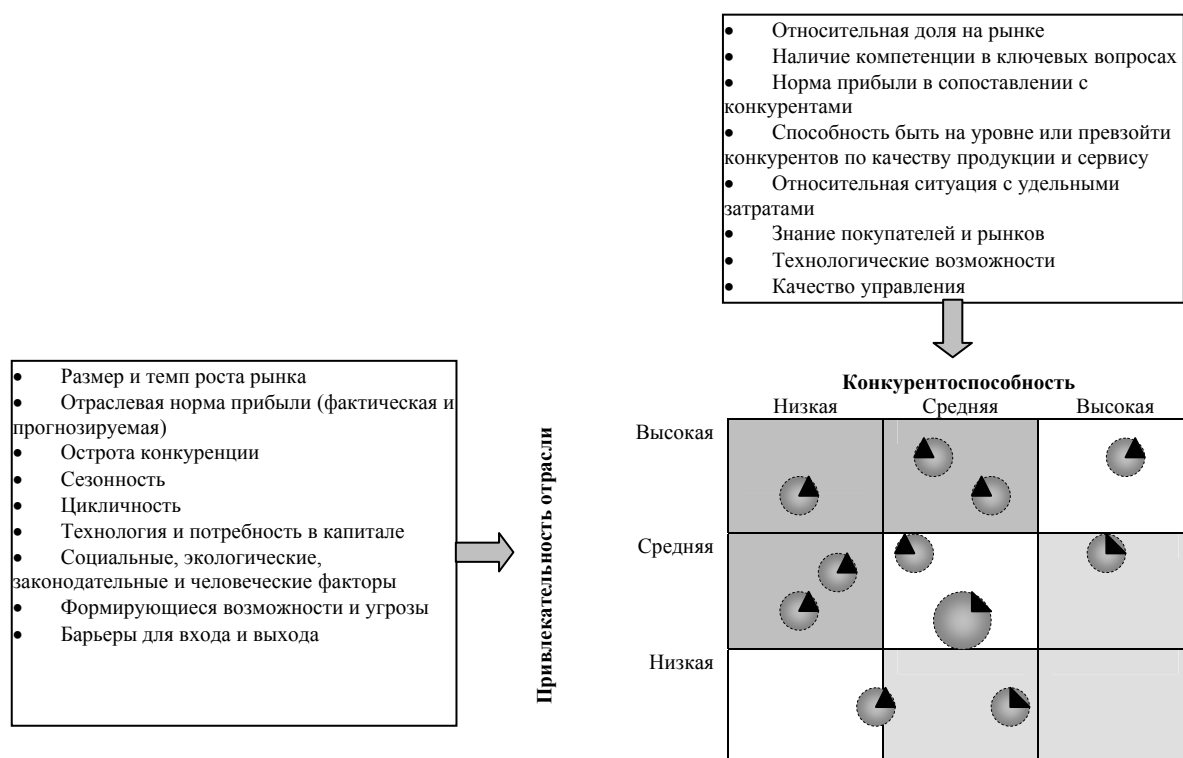 • Относительная доля на рынке
• Наличие компетенции в ключевых вопросах
• Норма прибыли в сопоставлении с
конкурентами
• Способность быть на уровне или превзойти
конкурентов по качеству продукции и сервису
• Относительная ситуация с удельными
затратами
• Знание покупателей и рынков
• Технологические возможности
• Качество управления
• Размер и темп роста рынка
• Отраслевая норма прибыли (фактическая и
прогнозируемая)
• Острота конкуренции
• Сезонность
• Цикличность
• Технология и потребность в капитале
• Социальные, экологические,
законодательные и человеческие факторы
• Формирующиеся возможности и угрозы
• Барьеры для входа и выхода
Привлекательность отрасли
Конкурентоспособность
Низкая Средняя Высокая
Высокая
Средняя
Низкая